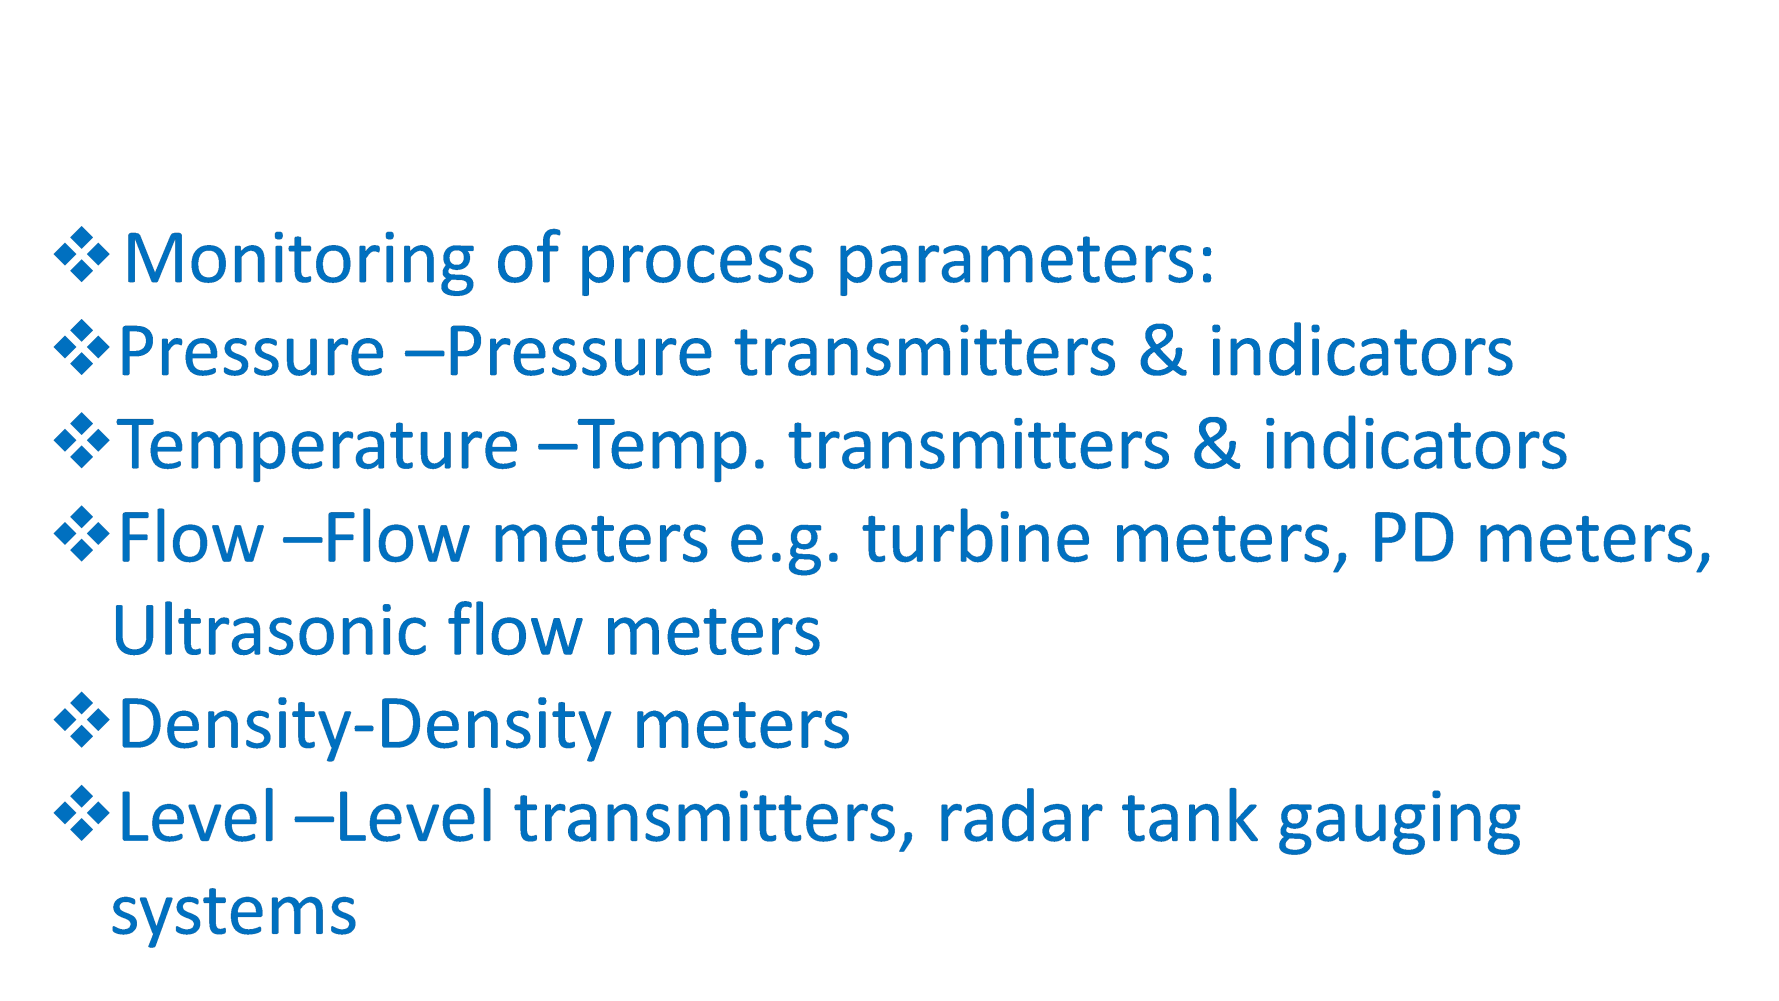 ❖Monitoring of process parameters:
❖Pressure –Pressure transmitters & indicators
❖Temperature –Temp. transmitters & indicators
❖Flow –Flow meters e.g. turbine meters, PD meters,
Ultrasonic flow meters
❖Density-Density meters
❖Level –Level transmitters, radar tank gauging
systems